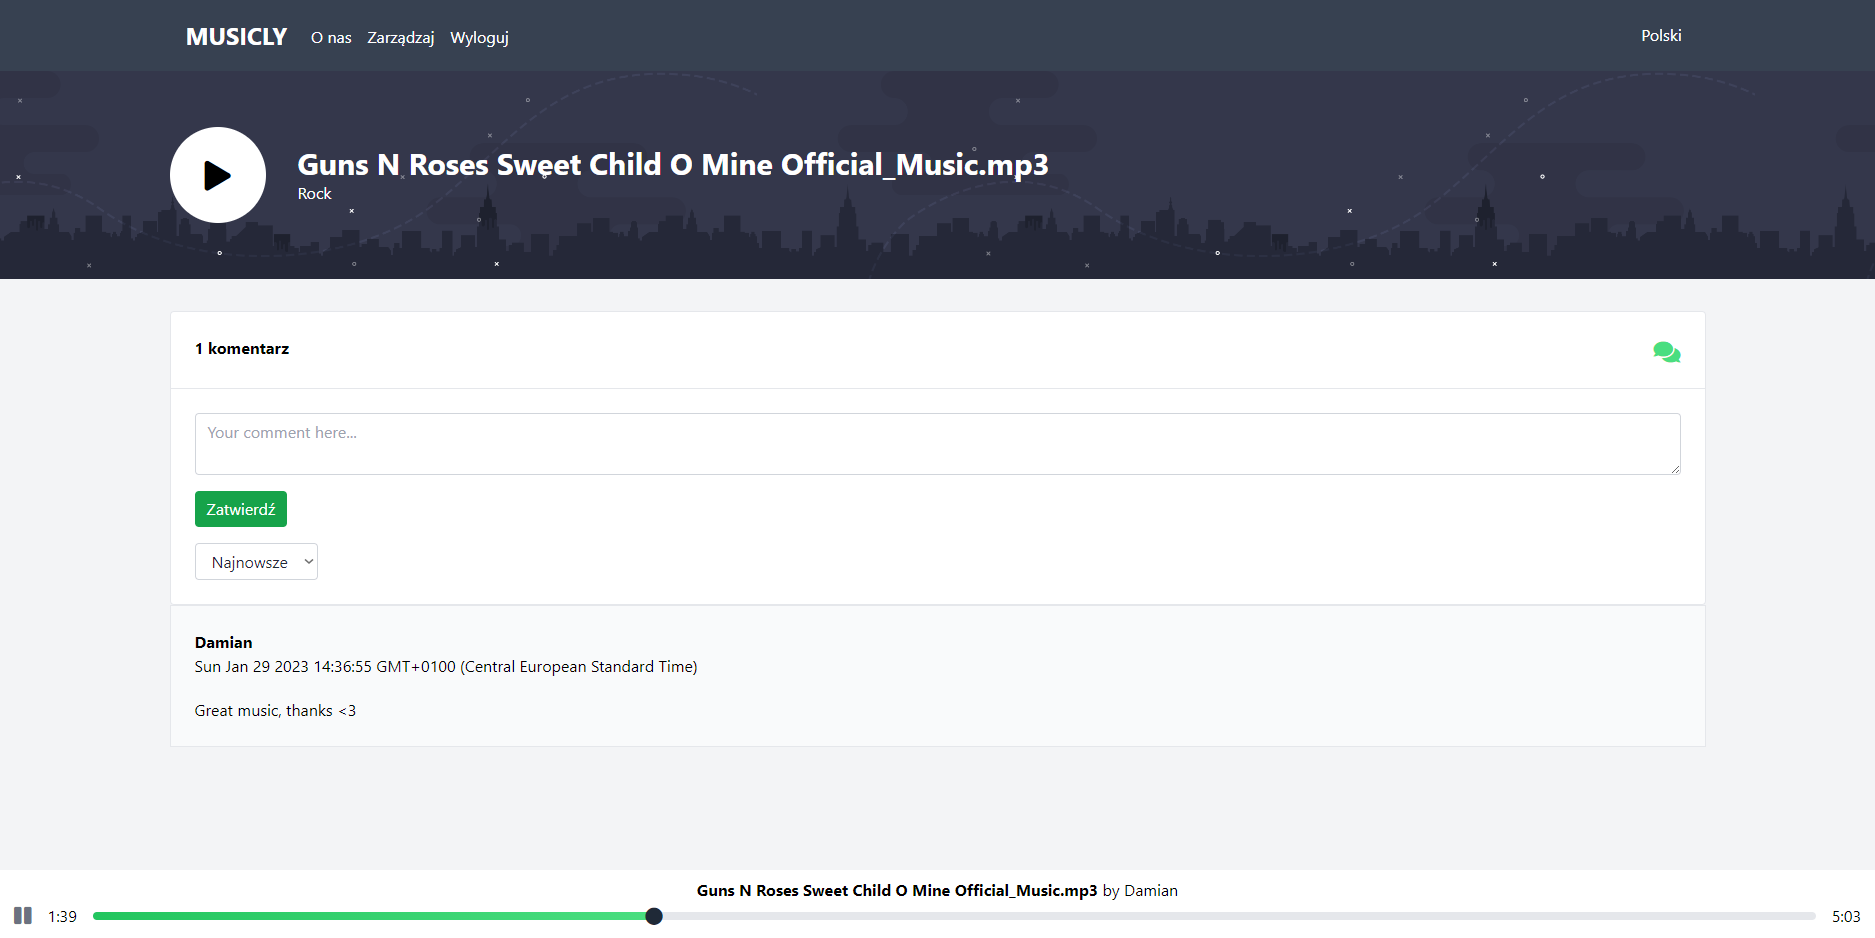 MUSICLY O nas Zarządzaj Wyloguj Polski
Guns N Roses Sweet Child O Mine Official_Music.mp3
Rock
1 komentarz
Your comment here...
Zatwierdź
Najnowsze
Damian
Sun Jan 29 2023 14:36:55 GMT+0100 (Central European Standard Time)
Great music, thanks <3
Guns N Roses Sweet Child O Mine Official_Music.mp3 by Damian
1:39 5:03